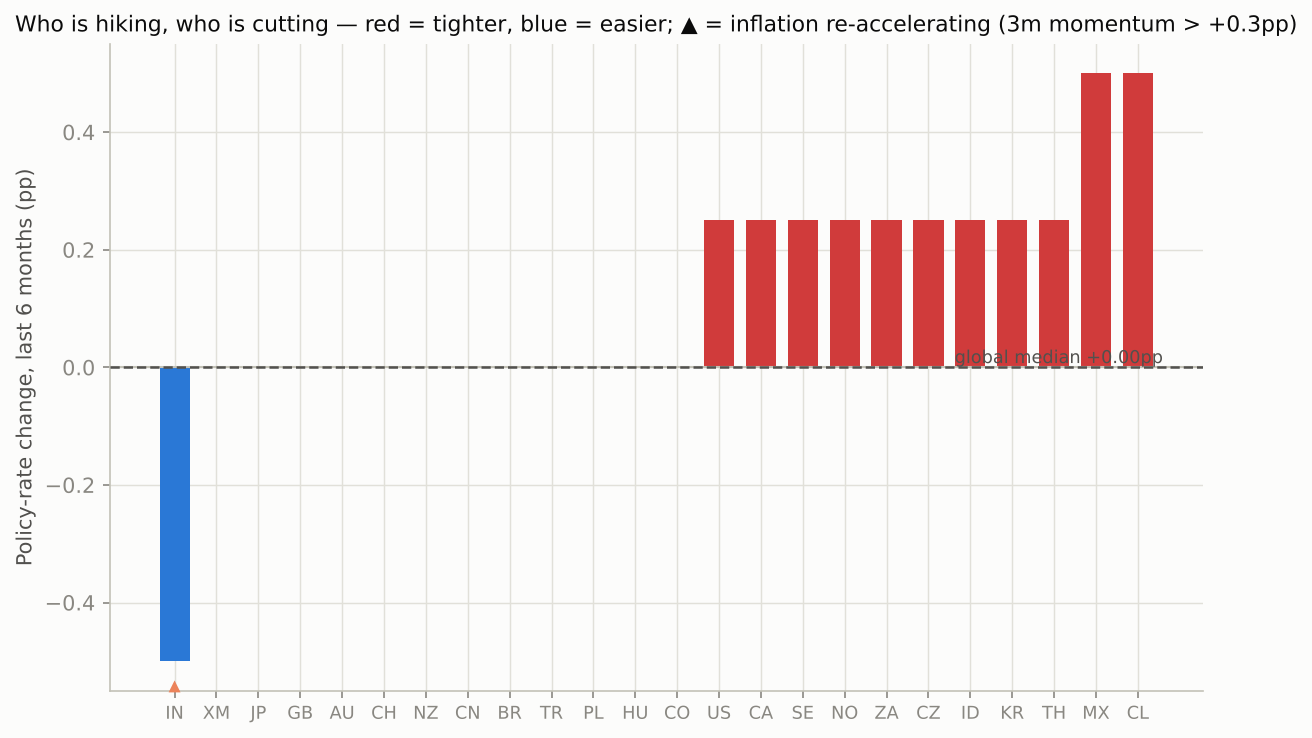 Who is hiking, who is cutting — red = tighter, blue = easier; ▲ = inflation re-accelerating (3m momentum > +0.3pp)
Policy-rate change, last 6 months (pp)
0.4
0.2
0.0
−0.2
−0.4
global median +0.00pp
IN XM JP GB AU CH NZ CN BR TR PL HU CO US CA SE NO ZA CZ ID KR TH MX CL